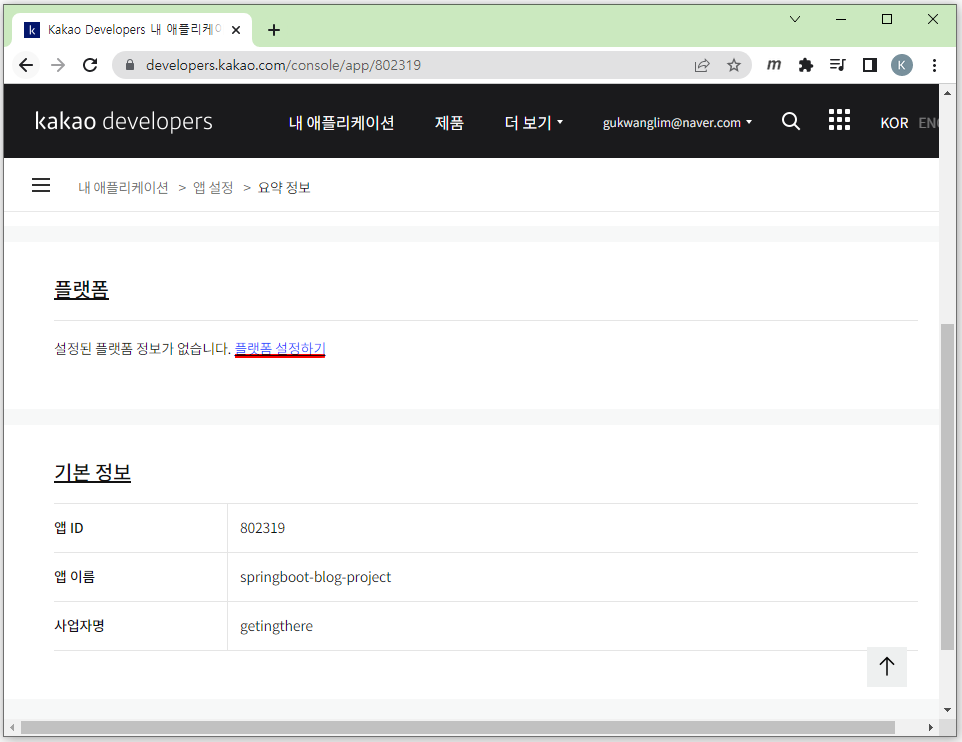 k Kakao Developers 내 애플리케이
developers.kakao.com/console/app/802319
m K
kakao developers 내 애플리케이션 제품 더 보기 gukwanglim@naver.com KOR ENG
내 애플리케이션 > 앱 설정 > 요약 정보
플랫폼
설정된 플랫폼 정보가 없습니다. 플랫폼 설정하기
기본 정보
앱 ID 802319
앱 이름 springboot-blog-project
사업자명 getingthere